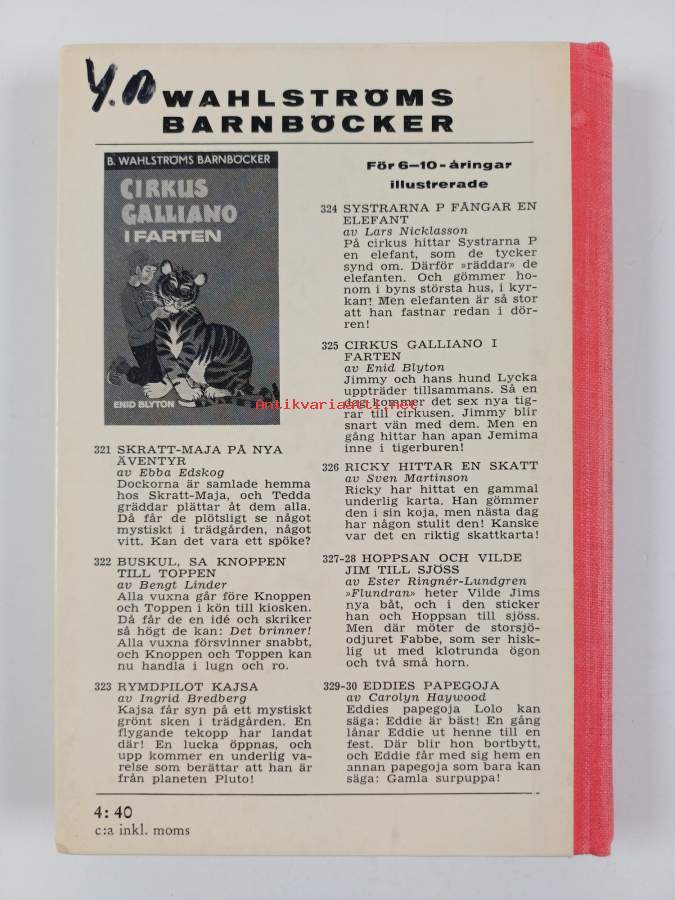 4.00
WAHLSTRÖMS
BARNBÖCKER
B. WAHLSTRÖMS BARNBÖCKER
CIRKUS
GALLIANO
I FARTEN
ENID BLYTON
321 SKRATT-MAJA PÅ NYA
ÄVENTYR
av Ebba Edskog
Dockorna är samlade hemma
hos Skratt-Maja, och Tedda
gräddar plättar åt dem alla.
Då får de plötsligt se något
mystiskt i trädgården, något
vitt. Kan det vara ett spöke?
322 BUSKUL, SA KNOPPEN
TILL TOPPEN
av Bengt Linder
Alla vuxna går före Knoppen
och Toppen i kön till kiosken.
Då får de en idé och skriker
så högt de kan: Det brinner!
Alla vuxna försvinner snabbt,
och Knoppen och Toppen kan
nu handla i lugn och ro.
323 RYMDPILOT KAJSA
av Ingrid Bredberg
Kajsa får syn på ett mystiskt
grönt sken i trädgården. En
flygande tekopp har landat
där! En lucka öppnas, och
upp kommer en underlig va-
relse som berättar att han är
från planeten Pluto!
För 6–10-åringar
illustrerade
324 SYSTRARNA P FÅNGAR EN
ELEFANT
av Lars Nicklasson
På cirkus hittar Systrarna P
en elefant, som de tycker
synd om. Därför »räddar» de
elefanten. Och gömmer ho-
nom i byns största hus, i kyr-
kan! Men elefanten är så stor
att han fastnar redan i dör-
ren!
325 CIRKUS GALLIANO I
FARTEN
av Enid Blyton
Jimmy och hans hund Lycka
uppträder tillsammans. Så en
dag kommer det sex nya tig-
rar till cirkusen. Jimmy blir
snart vän med dem. Men en
gång hittar han apan Jemima
inne i tigerburen!
326 RICKY HITTAR EN SKATT
av Sven Martinson
Ricky har hittat en gammal
underlig karta. Han gömmer
den i sin koja, men nästa dag
har någon stulit den! Kanske
var det en riktig skattkarta!
327-28 HOPPSAN OCH VILDE
JIM TILL SJÖSS
av Ester Ringnér-Lundgren
»Flundran» heter Vilde Jims
nya båt, och i den sticker
han och Hoppsan till sjöss.
Men där möter de storsjö-
odjuret Fabbe, som ser hisk-
lig ut med klotrunda ögon
och två små horn.
329-30 EDDIES PAPEGOJA
av Carolyn Haywood
Eddies papegoja Lolo kan
säga: Eddie är bäst! En gång
lånar Eddie ut henne till en
fest. Där blir hon bortbytt,
och Eddie får med sig hem en
annan papegoja som bara kan
säga: Gamla surpuppa!
4:40
c:a inkl. moms
Antikvariaatti.net